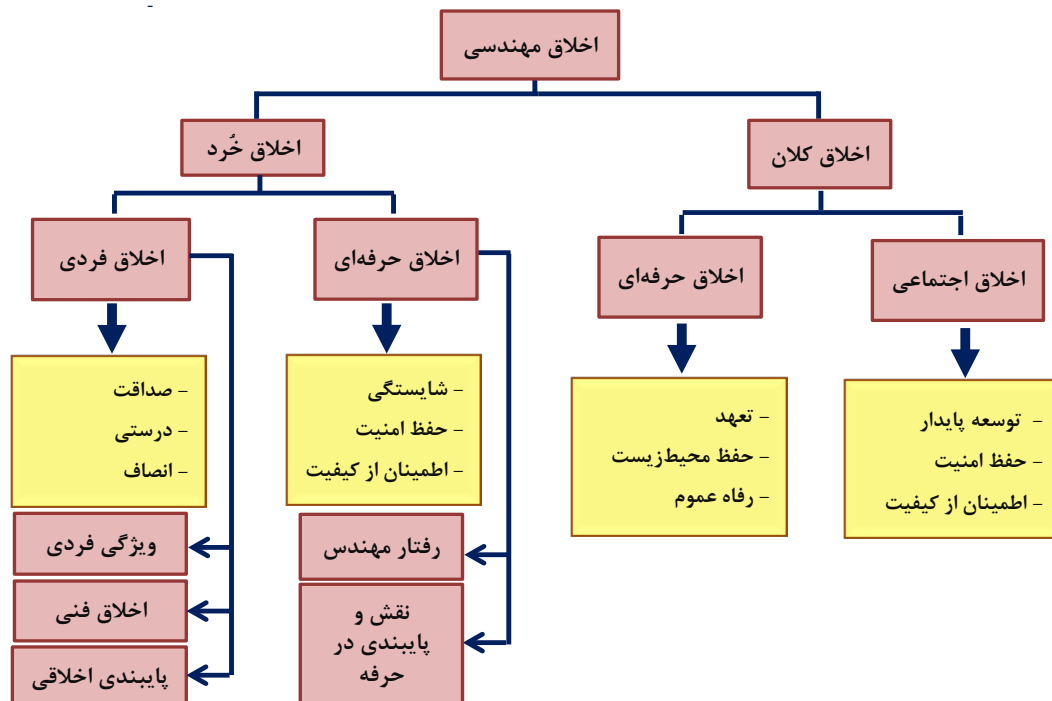 اخلاق مهندسی
اخلاق خُرد
اخلاق کلان
اخلاق فردی
اخلاق حرفه‌ای
اخلاق حرفه‌ای
اخلاق اجتماعی
- صداقت
- درستی
- انصاف
- شایستگی
- حفظ امنیت
- اطمینان از کیفیت
- تعهد
- حفظ محیط‌زیست
- رفاه عموم
- توسعه پایدار
- حفظ امنیت
- اطمینان از کیفیت
ویژگی فردی
اخلاق فنی
پایبندی اخلاقی
رفتار مهندس
نقش و
پایبندی در
حرفه